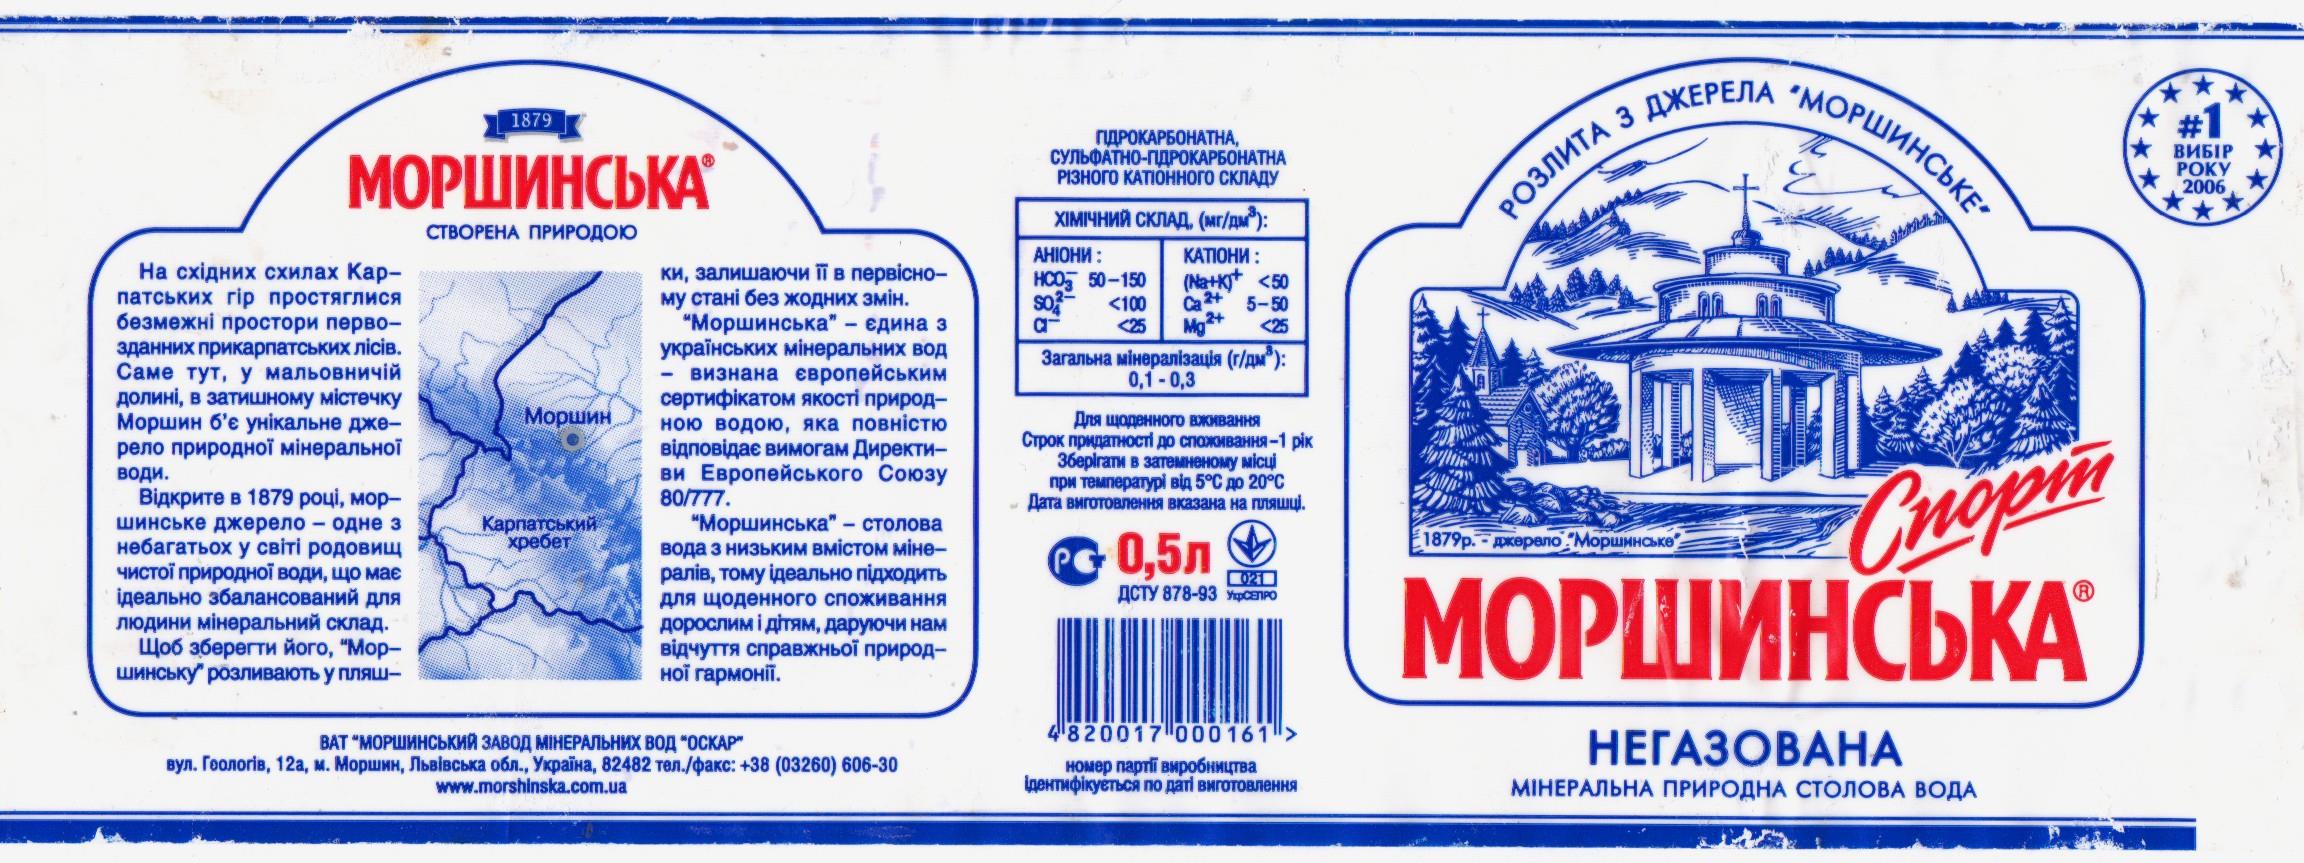 1879
МОРШИНСЬКА®
СТВОРЕНА ПРИРОДОЮ
На східних схилах Кар-
патських гір простяглися
безмежні простори перво-
зданних прикарпатських лісів.
Саме тут, у мальовничій
долині, в затишному містечку
Моршин б'є унікальне дже-
рело природної мінеральної
води.
Відкрите в 1879 році, мор-
шинське джерело – одне з
небагатьох у світі родовищ
чистої природної води, що має
ідеально збалансований для
людини мінеральний склад.
Щоб зберегти його, "Мор-
шинську" розливають у пляш-
Моршин
Карпатський
хребет
ки, залишаючи її в первісно-
му стані без жодних змін.
"Моршинська" – єдина з
українських мінеральних вод
– визнана європейським
сертифікатом якості природ-
ною водою, яка повністю
відповідає вимогам Директи-
ви Европейського Союзу
80/777.
"Моршинська" – столова
вода з низьким вмістом міне-
ралів, тому ідеально підходить
для щоденного споживання
дорослим і дітям, даруючи нам
відчуття справжньої природ-
ної гармонії.
ВАТ "МОРШИНСЬКИЙ ЗАВОД МІНЕРАЛЬНИХ ВОД "ОСКАР"
вул. Геологів, 12а, м. Моршин, Львівська обл., Україна, 82482 тел./факс: +38 (03260) 606-30
www.morshinska.com.ua
ГІДРОКАРБОНАТНА,
СУЛЬФАТНО-ГІДРОКАРБОНАТНА
РІЗНОГО КАТІОННОГО СКЛАДУ
ХІМІЧНИЙ СКЛАД, (мг/дм³):
АНІОНИ : КАТІОНИ :
HCO₃⁻ 50–150 (Na+K)⁺ <50
SO₄²⁻ <100 Ca²⁺ 5–50
Cl⁻ <25 Mg²⁺ <25
Загальна мінералізація (г/дм³):
0,1 - 0,3
Для щоденного вживання
Строк придатності до споживання–1 рік
Зберігати в затемненому місці
при температурі від 5°С до 20°С
Дата виготовлення вказана на пляшці.
РСт 0,5л
021
ДСТУ 878-93 УкрСЕПРО
4 820017 000161 >
номер партії виробництва
ідентифікується по даті виготовлення
РОЗЛИТА З ДЖЕРЕЛА "МОРШИНСЬКЕ"
#1
ВИБІР
РОКУ
2006
1879р. - джерело "Моршинське"
Спорт
МОРШИНСЬКА®
НЕГАЗОВАНА
МІНЕРАЛЬНА ПРИРОДНА СТОЛОВА ВОДА